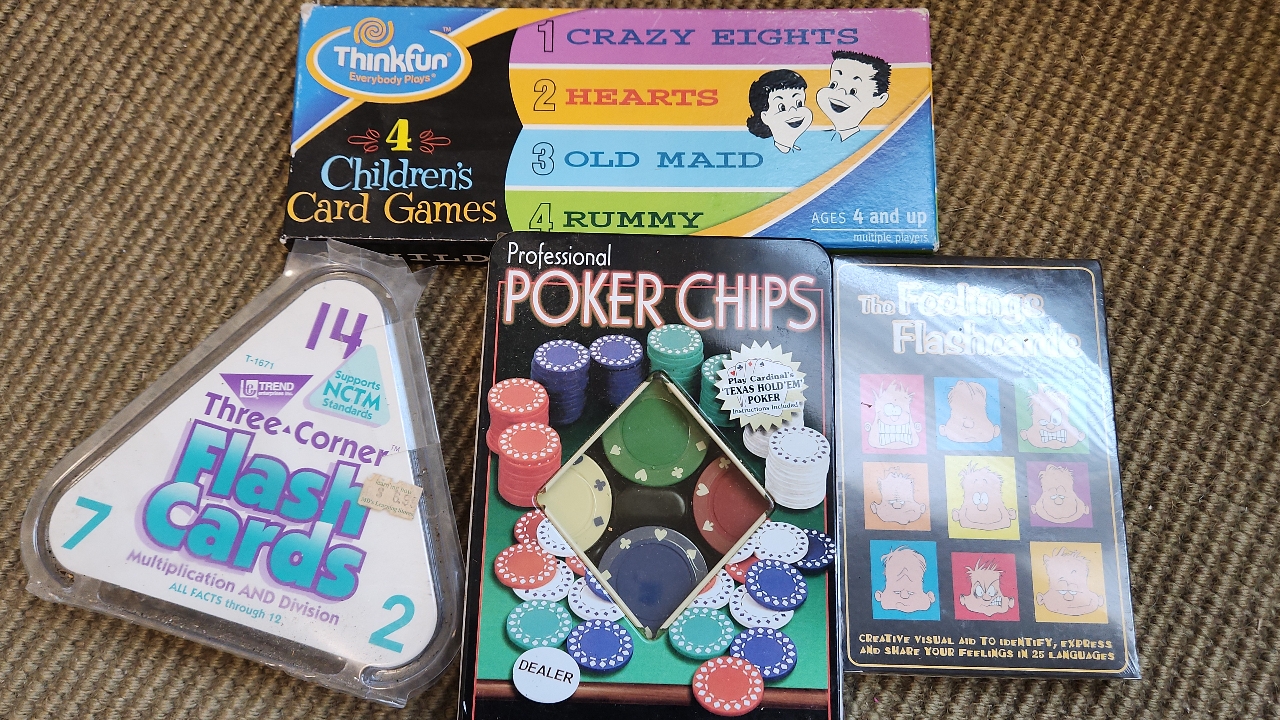 ThinkFun®
Everybody Plays®
4
Children's
Card Games
1 CRAZY EIGHTS
2 HEARTS
3 OLD MAID
4 RUMMY
AGES 4 and up
multiple players
14
T-1671
TREND
enterprises, inc.
Supports
NCTM
Standards
Three Corner™
Flash
Cards
7
Multiplication AND Division
ALL FACTS through 12.
2
Professional
POKER CHIPS
Play Cardinal's
"TEXAS HOLD'EM"
POKER
Instructions Included!
DEALER
The Feelings
Flashcards
CREATIVE VISUAL AID TO IDENTIFY, EXPRESS
AND SHARE YOUR FEELINGS IN 25 LANGUAGES